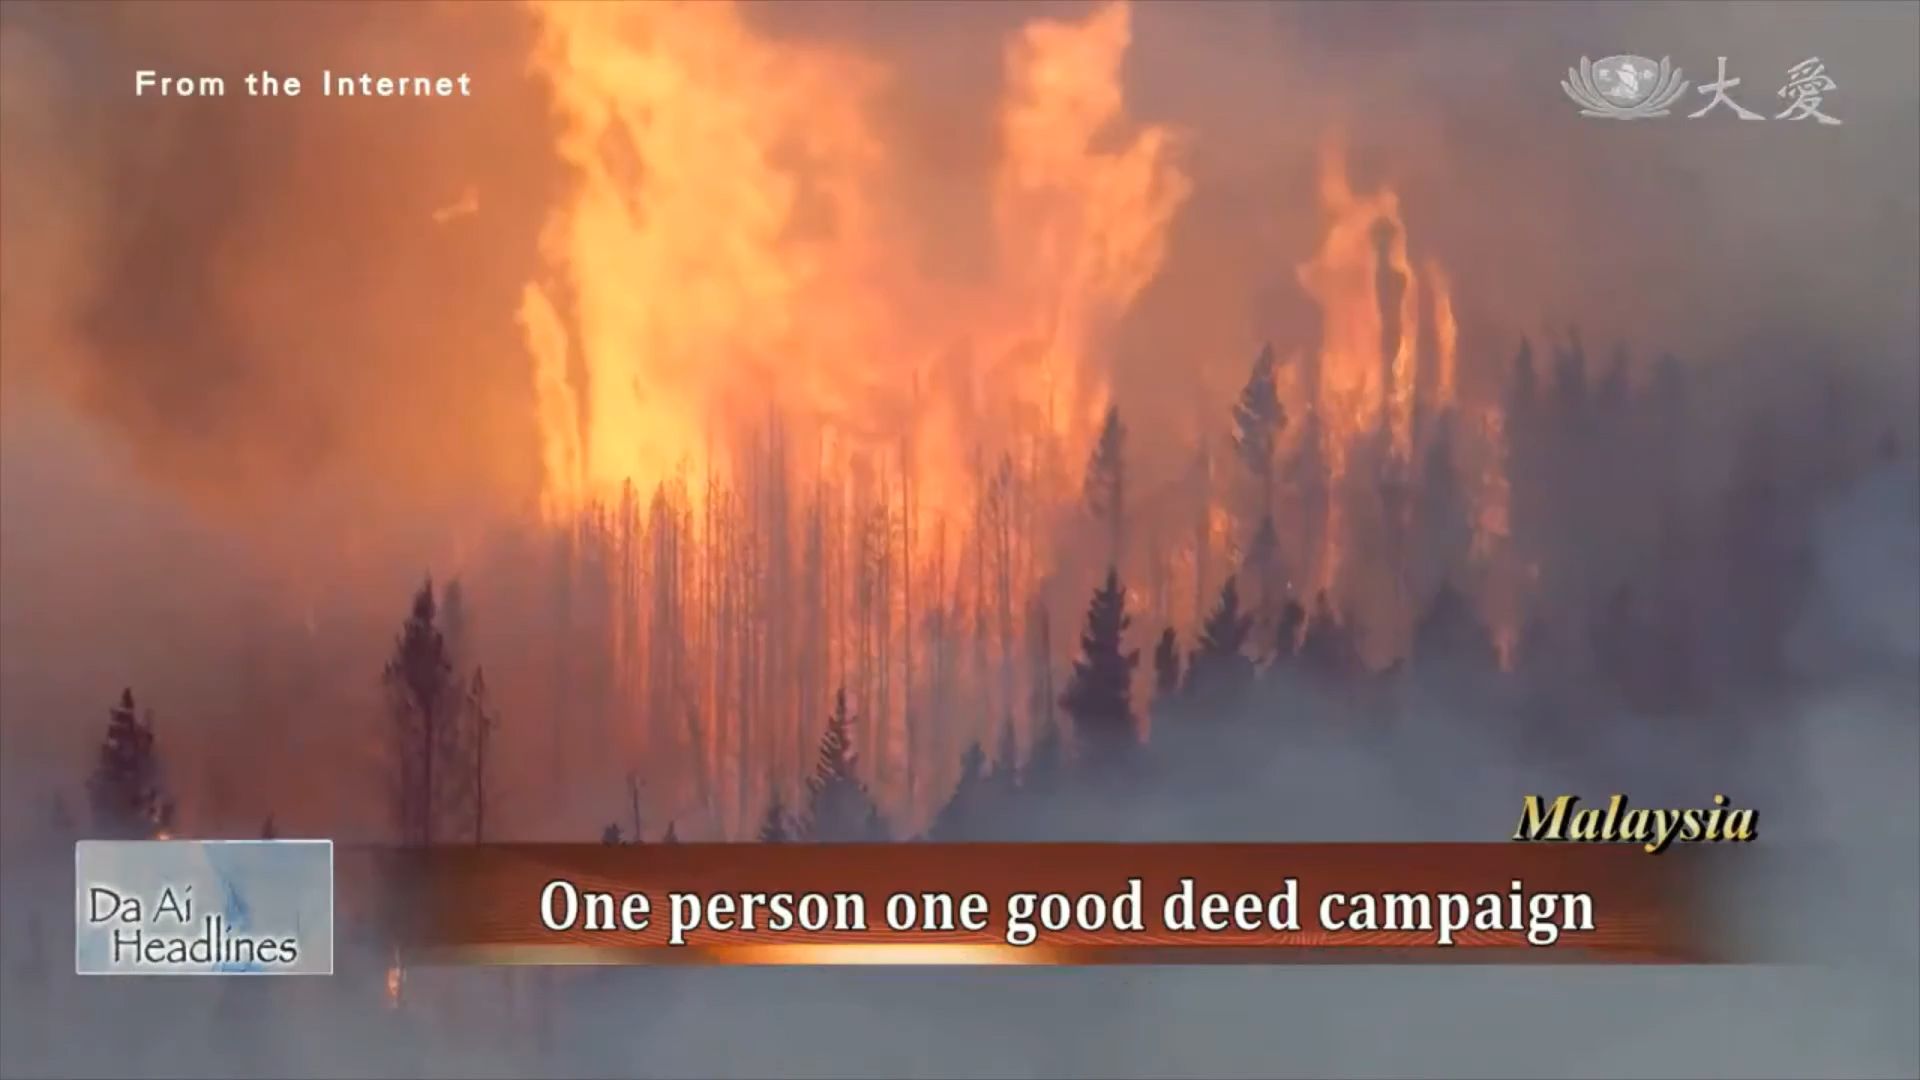 From the Internet
大愛
Malaysia
Da Ai
Headlines
One person one good deed campaign